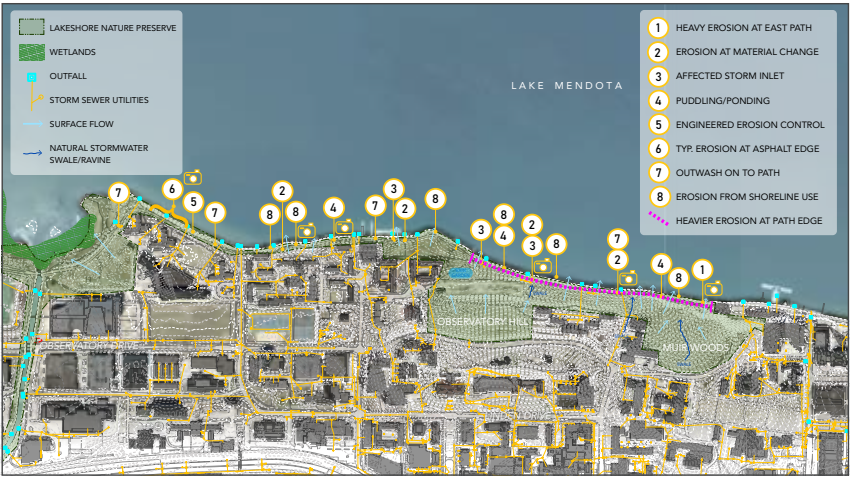 LAKESHORE NATURE PRESERVE
WETLANDS
OUTFALL
STORM SEWER UTILITIES
SURFACE FLOW
NATURAL STORMWATER
SWALE/RAVINE
LAKE MENDOTA
1 HEAVY EROSION AT EAST PATH
2 EROSION AT MATERIAL CHANGE
3 AFFECTED STORM INLET
4 PUDDLING/PONDING
5 ENGINEERED EROSION CONTROL
6 TYP. EROSION AT ASPHALT EDGE
7 OUTWASH ON TO PATH
8 EROSION FROM SHORELINE USE
HEAVIER EROSION AT PATH EDGE
7
6
5
7
8
2
8
4
7
3
2
8
3
8
4
2
3
8
7
2
4
8
1
OBSERVATORY DRIVE
OBSERVATORY HILL
MUIR WOODS